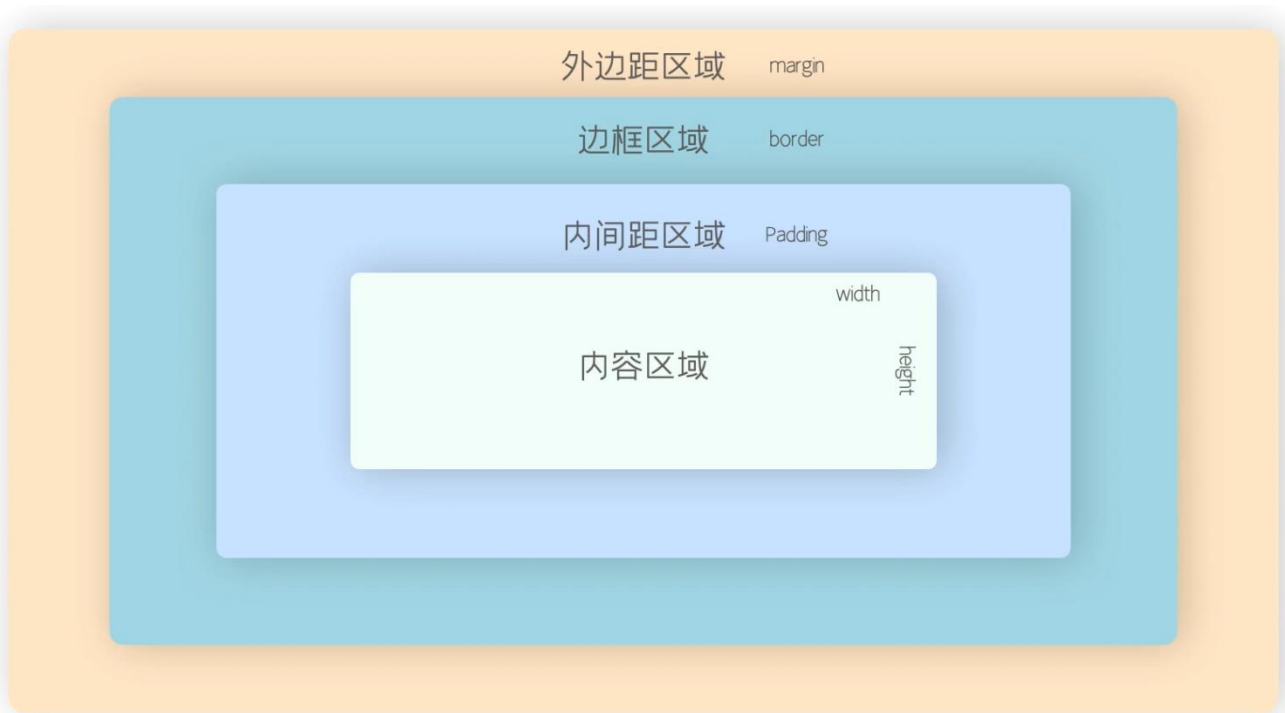 外边距区域 margin
边框区域 border
内间距区域 Padding
width
内容区域
height